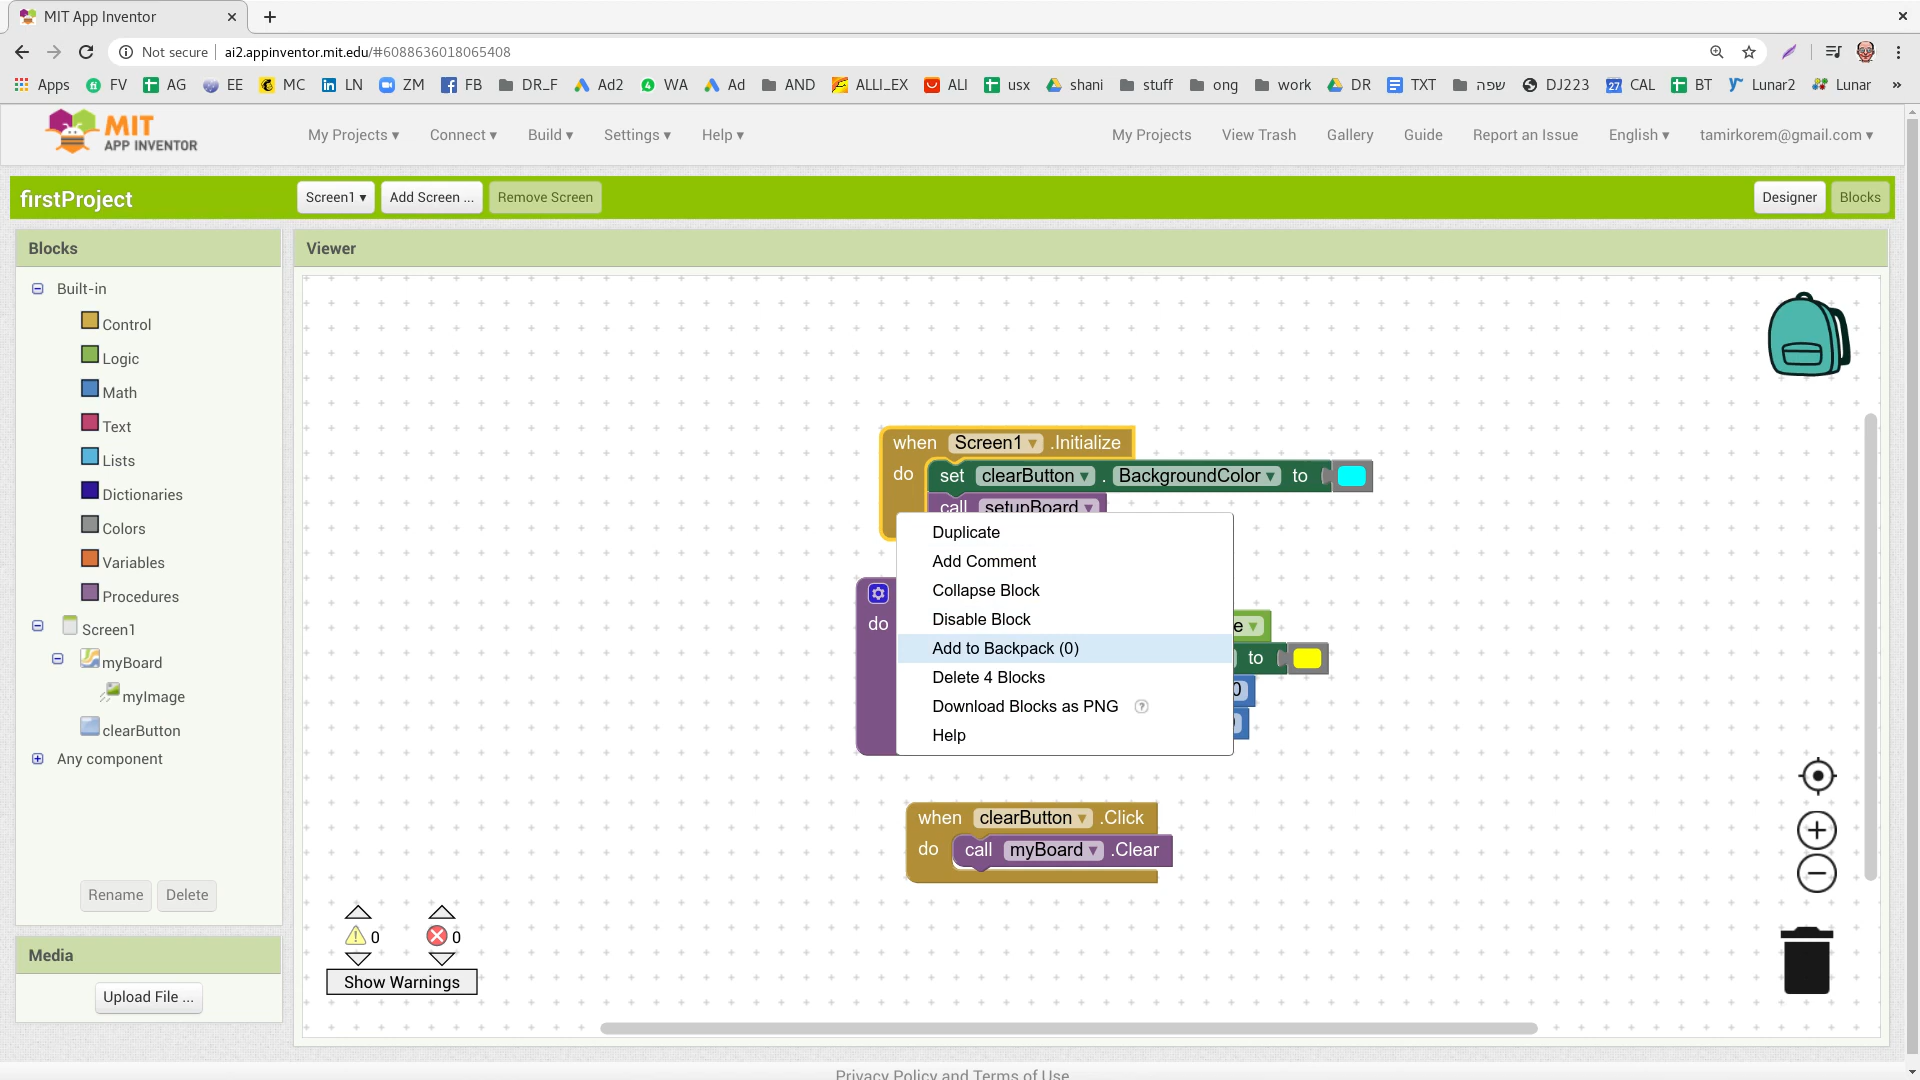 MIT App Inventor
Not secure ai2.appinventor.mit.edu/#6088636018065408
Apps FV AG EE MC LN ZM FB DR_F Ad2 WA Ad AND ALLI_EX ALI usx shani stuff ong work DR TXT שפה DJ223 27 CAL BT Lunar2 Lunar »
MIT
APP INVENTOR
My Projects ▾ Connect ▾ Build ▾ Settings ▾ Help ▾ My Projects View Trash Gallery Guide Report an Issue English ▾ tamirkorem@gmail.com ▾
firstProject Screen1 ▾ Add Screen ... Remove Screen Designer Blocks
Blocks
Viewer
Built-in
Control
Logic
Math
Text
Lists
Dictionaries
Colors
Variables
Procedures
Screen1
myBoard
myImage
clearButton
Any component
Rename Delete
Media
Upload File ...
when Screen1 .Initialize
do set clearButton . BackgroundColor to
call setupBoard
Duplicate
Add Comment
Collapse Block
Disable Block
Add to Backpack (0)
Delete 4 Blocks
Download Blocks as PNG ?
Help
do
e
to
0
when clearButton .Click
do call myBoard .Clear
0 0
Show Warnings
Privacy Policy and Terms of Use